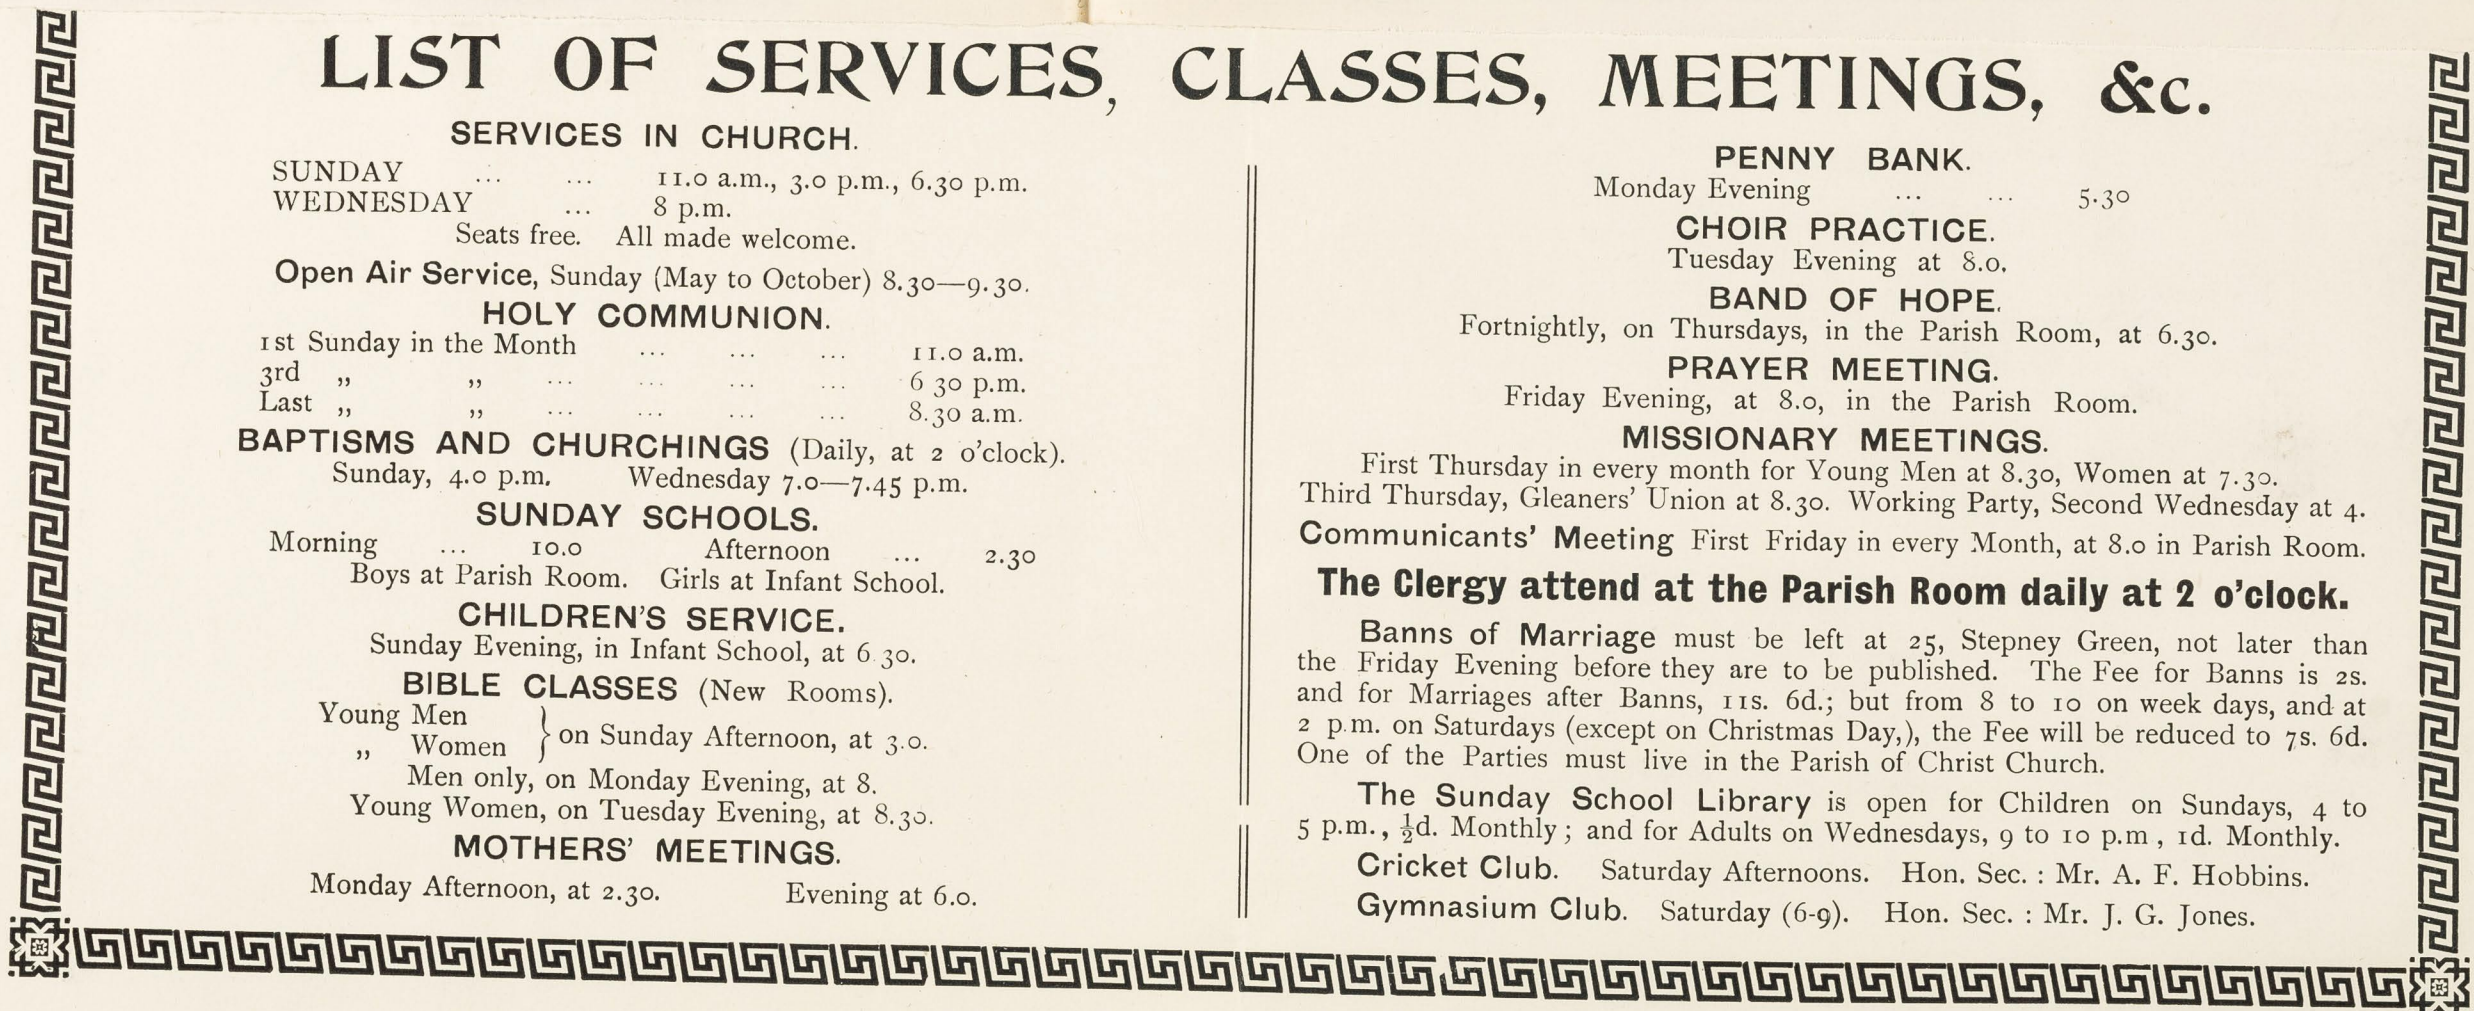 LIST OF SERVICES, CLASSES, MEETINGS, &c.
SERVICES IN CHURCH.
SUNDAY ... ... 11.0 a.m., 3.0 p.m., 6.30 p.m.
WEDNESDAY ... 8 p.m.
Seats free. All made welcome.
Open Air Service, Sunday (May to October) 8.30—9.30.
HOLY COMMUNION.
1st Sunday in the Month ... ... ... 11.0 a.m.
3rd „ „ ... ... ... ... 6 30 p.m.
Last „ „ ... ... ... ... 8.30 a.m.
BAPTISMS AND CHURCHINGS (Daily, at 2 o'clock).
Sunday, 4.0 p.m. Wednesday 7.0—7.45 p.m.
SUNDAY SCHOOLS.
Morning ... 10.0 Afternoon ... 2.30
Boys at Parish Room. Girls at Infant School.
CHILDREN'S SERVICE.
Sunday Evening, in Infant School, at 6.30.
BIBLE CLASSES (New Rooms).
Young Men
„ Women } on Sunday Afternoon, at 3.0.
Men only, on Monday Evening, at 8.
Young Women, on Tuesday Evening, at 8.30.
MOTHERS' MEETINGS.
Monday Afternoon, at 2.30. Evening at 6.0.
PENNY BANK.
Monday Evening ... ... 5.30
CHOIR PRACTICE.
Tuesday Evening at 8.0.
BAND OF HOPE.
Fortnightly, on Thursdays, in the Parish Room, at 6.30.
PRAYER MEETING.
Friday Evening, at 8.0, in the Parish Room.
MISSIONARY MEETINGS.
First Thursday in every month for Young Men at 8.30, Women at 7.30.
Third Thursday, Gleaners' Union at 8.30. Working Party, Second Wednesday at 4.
Communicants' Meeting First Friday in every Month, at 8.0 in Parish Room.
The Clergy attend at the Parish Room daily at 2 o'clock.
Banns of Marriage must be left at 25, Stepney Green, not later than
the Friday Evening before they are to be published. The Fee for Banns is 2s.
and for Marriages after Banns, 11s. 6d.; but from 8 to 10 on week days, and at
2 p.m. on Saturdays (except on Christmas Day,), the Fee will be reduced to 7s. 6d.
One of the Parties must live in the Parish of Christ Church.
The Sunday School Library is open for Children on Sundays, 4 to
5 p.m., ½d. Monthly; and for Adults on Wednesdays, 9 to 10 p.m , 1d. Monthly.
Cricket Club. Saturday Afternoons. Hon. Sec. : Mr. A. F. Hobbins.
Gymnasium Club. Saturday (6-9). Hon. Sec. : Mr. J. G. Jones.